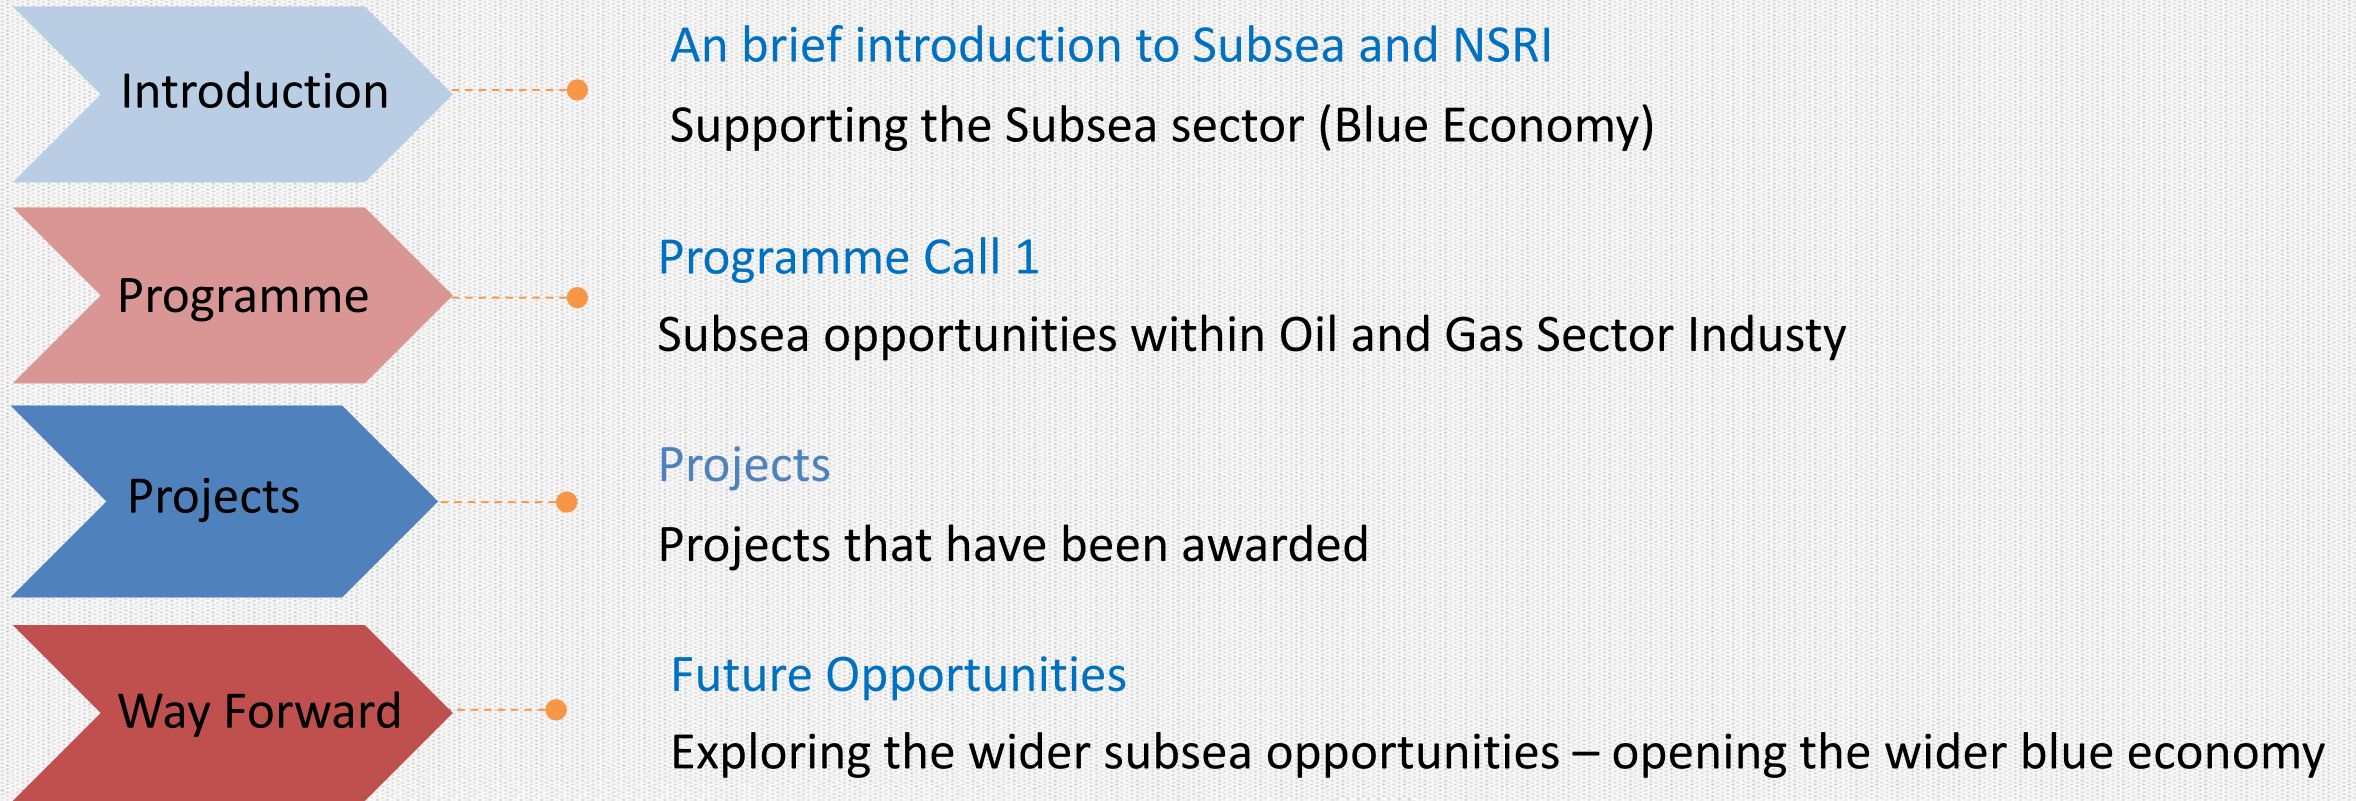 Introduction
An brief introduction to Subsea and NSRI
Supporting the Subsea sector (Blue Economy)
Programme
Programme Call 1
Subsea opportunities within Oil and Gas Sector Industy
Projects
Projects
Projects that have been awarded
Way Forward
Future Opportunities
Exploring the wider subsea opportunities – opening the wider blue economy